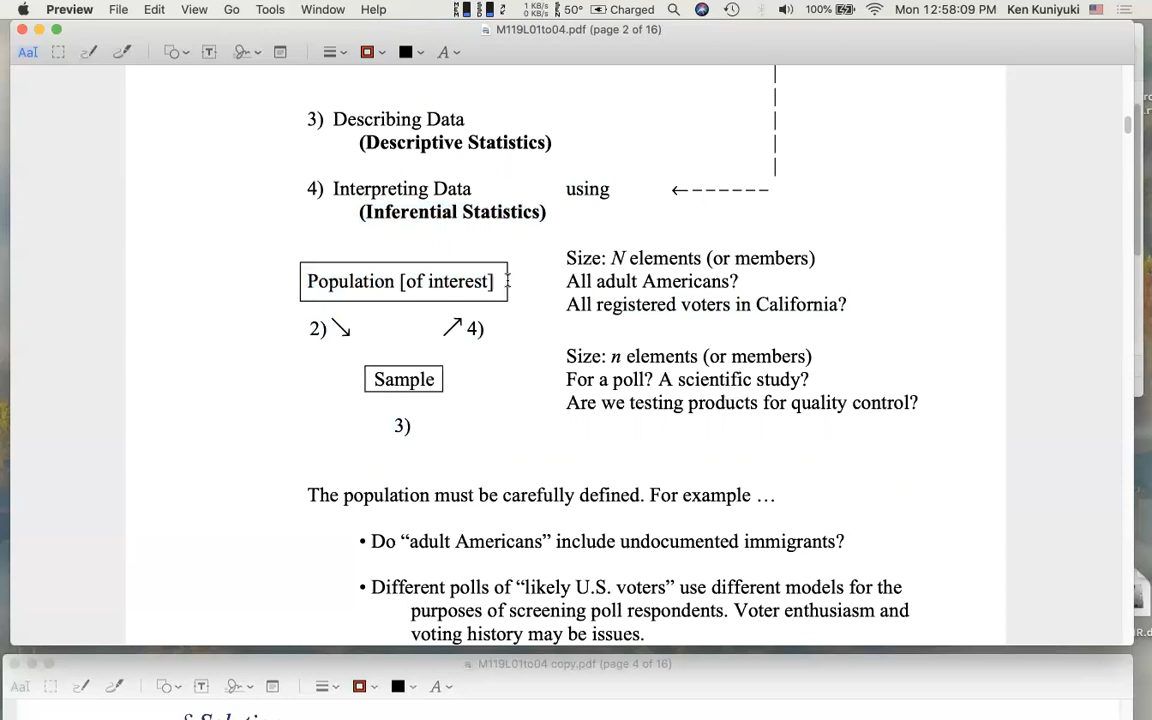 Preview File Edit View Go Tools Window Help 1 KB/s 0 KB/s 50° Charged 100% Mon 12:58:09 PM Ken Kuniyuki
M119L01to04.pdf (page 2 of 16)
3) Describing Data
(Descriptive Statistics)
4) Interpreting Data using
(Inferential Statistics)
Population [of interest]
Size: N elements (or members)
All adult Americans?
All registered voters in California?
2) 4)
Sample
Size: n elements (or members)
For a poll? A scientific study?
Are we testing products for quality control?
3)
The population must be carefully defined. For example …
• Do “adult Americans” include undocumented immigrants?
• Different polls of “likely U.S. voters” use different models for the
purposes of screening poll respondents. Voter enthusiasm and
voting history may be issues.
M119L01to04 copy.pdf (page 4 of 16)